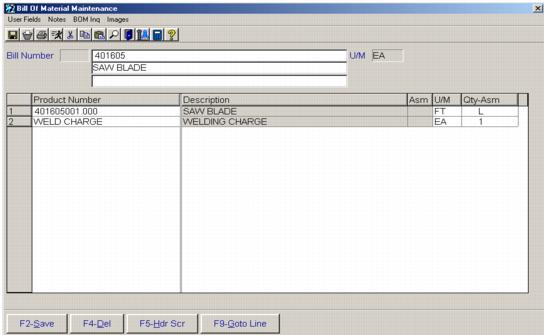 Bill Of Material Maintenance
User Fields Notes BOM Inq Images
Bill Number 401605 U/M EA
SAW BLADE
Product Number Description Asm U/M Qty-Asm
1 401605001.000 SAW BLADE FT L
2 WELD CHARGE WELDING CHARGE EA 1
F2-Save F4-Del F5-Hdr Scr F9-Goto Line